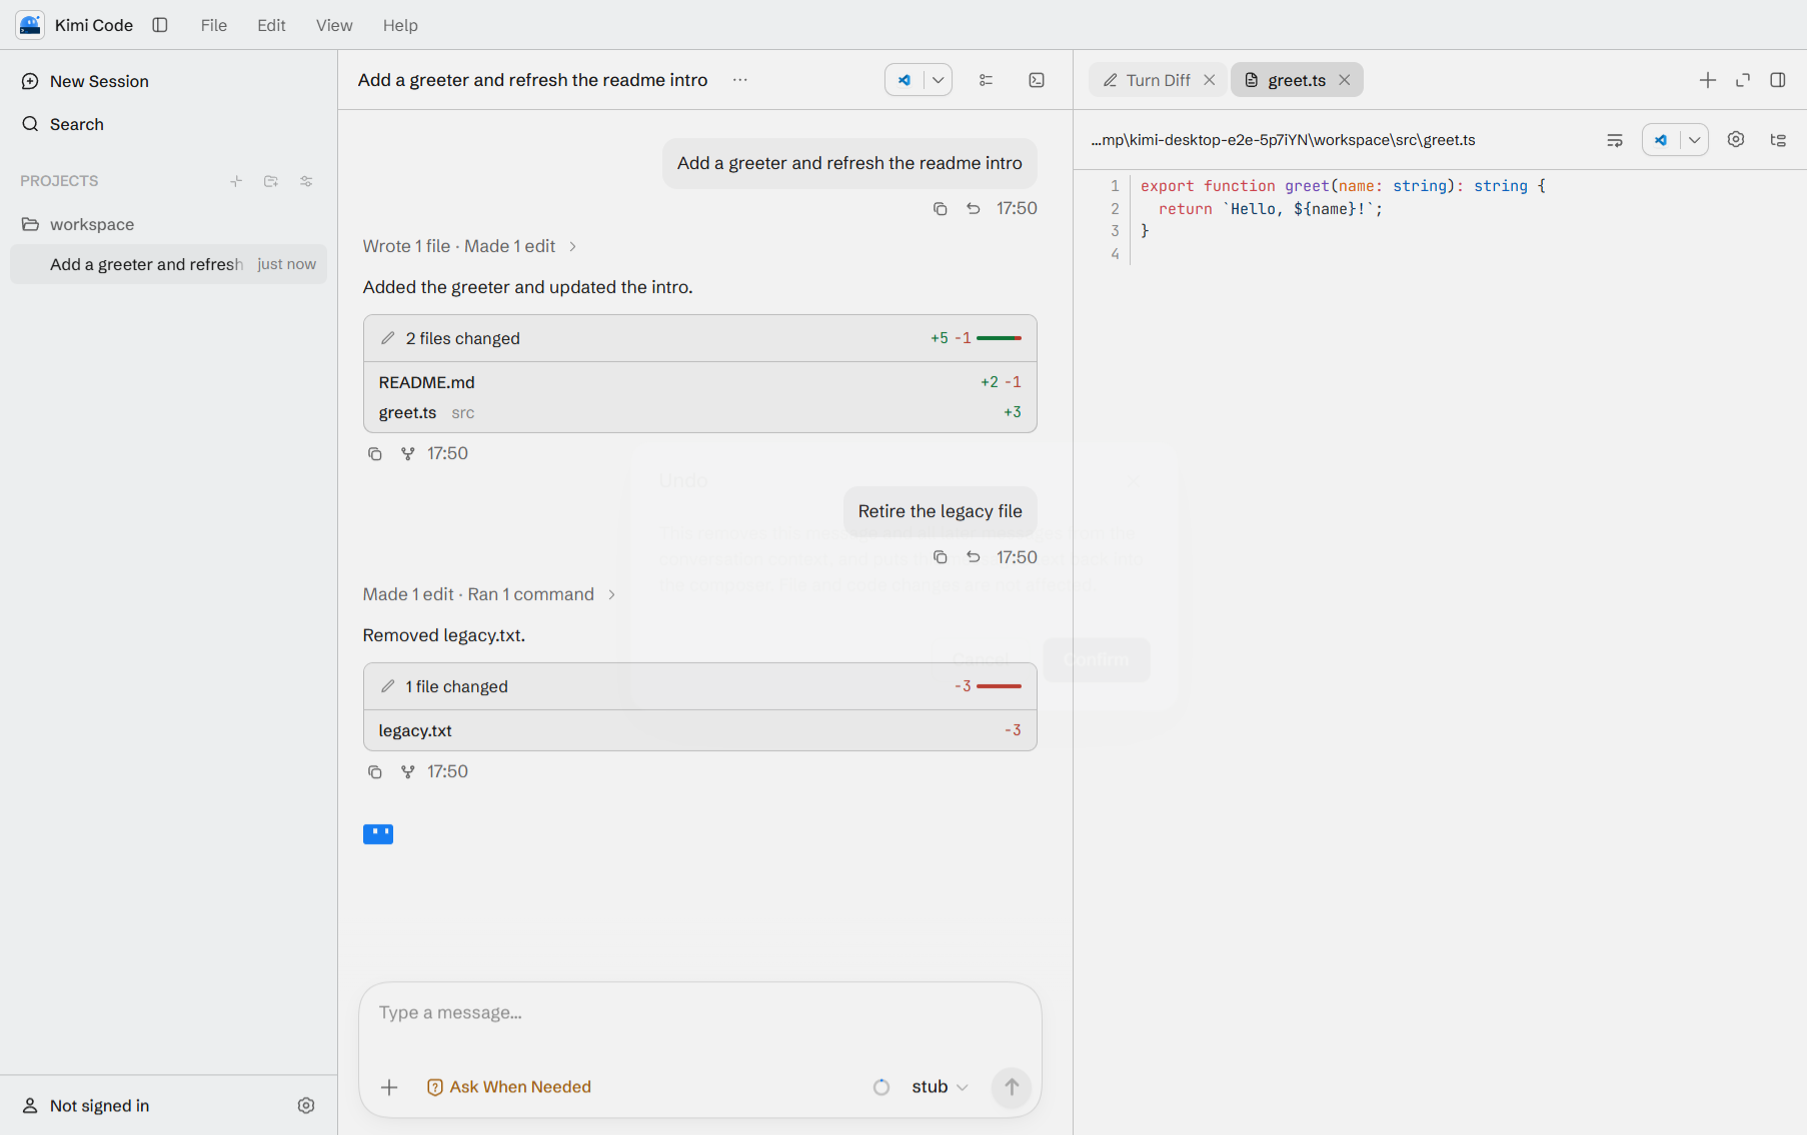 Kimi Code
File
Edit
View
Help
New Session
Search
PROJECTS
workspace
Add a greeter and refresh
just now
Not signed in
Add a greeter and refresh the readme intro
Add a greeter and refresh the readme intro
17:50
Wrote 1 file · Made 1 edit
Added the greeter and updated the intro.
2 files changed
+5 -1
README.md
+2 -1
greet.ts src
+3
17:50
Undo
Retire the legacy file
17:50
Made 1 edit · Ran 1 command
Removed legacy.txt.
Cancel
Confirm
1 file changed
-3
legacy.txt
-3
17:50
Type a message...
Ask When Needed
stub
Turn Diff
greet.ts
...mp\kimi-desktop-e2e-5p7iYN\workspace\src\greet.ts
1 export function greet(name: string): string {
2 return `Hello, ${name}!`;
3 }
4